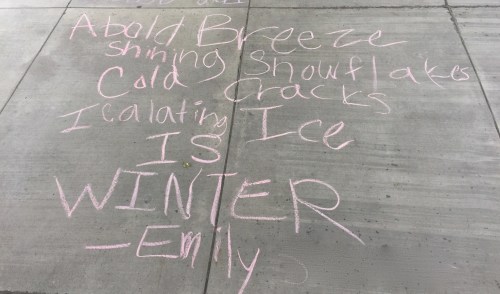 A bold Breeze
Shining Snowflakes
Cold Cracks
Icalating Ice
IS
WINTER
- Emily